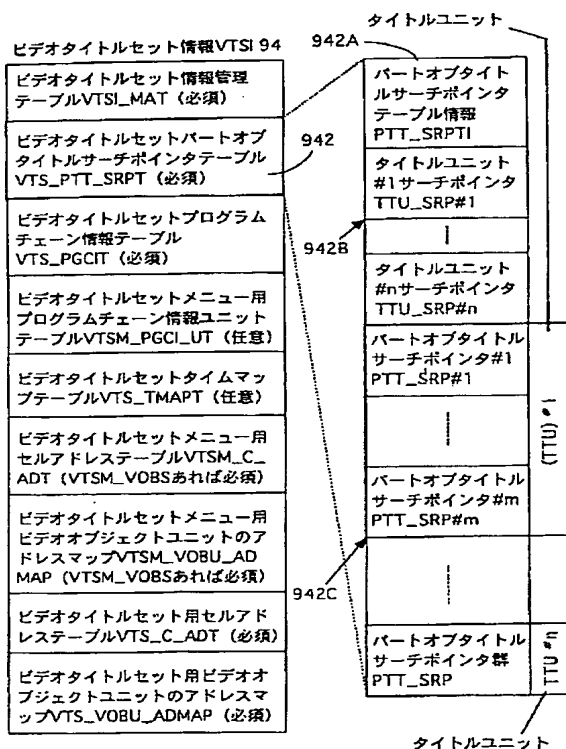 ビデオタイトルセット情報VTSI 94
ビデオタイトルセット情報管理
テーブルVTSI_MAT（必須）
ビデオタイトルセットパートオブ
タイトルサーチポインタテーブル
VTS_PTT_SRPT（必須）
ビデオタイトルセットプログラム
チェーン情報テーブル
VTS_PGCIT（必須）
ビデオタイトルセットメニュー用
プログラムチェーン情報ユニット
テーブルVTSM_PGCI_UT（任意）
ビデオタイトルセットタイムマッ
プテーブルVTS_TMAPT（任意）
ビデオタイトルセットメニュー用
セルアドレステーブルVTSM_C_
ADT（VTSM_VOBSあれば必須）
ビデオタイトルセットメニュー用
ビデオオブジェクトユニットのア
ドレスマップVTSM_VOBU_AD
MAP（VTSM_VOBSあれば必須）
ビデオタイトルセット用セルアド
レステーブルVTS_C_ADT（必須）
ビデオタイトルセット用ビデオオ
ブジェクトユニットのアドレスマ
ップVTS_VOBU_ADMAP（必須）
942
タイトルユニット
942A
パートオブタイト
ルサーチポインタ
テーブル情報
PTT_SRPTI
タイトルユニット
#1サーチポインタ
TTU_SRP#1
942B
タイトルユニット
#nサーチポインタ
TTU_SRP#n
パートオブタイトル
サーチポインタ#1
PTT_SRP#1
(TTU) #1
パートオブタイトル
サーチポインタ#m
PTT_SRP#m
942C
パートオブタイトル
サーチポインタ群
PTT_SRP
TTU #n
タイトルユニット